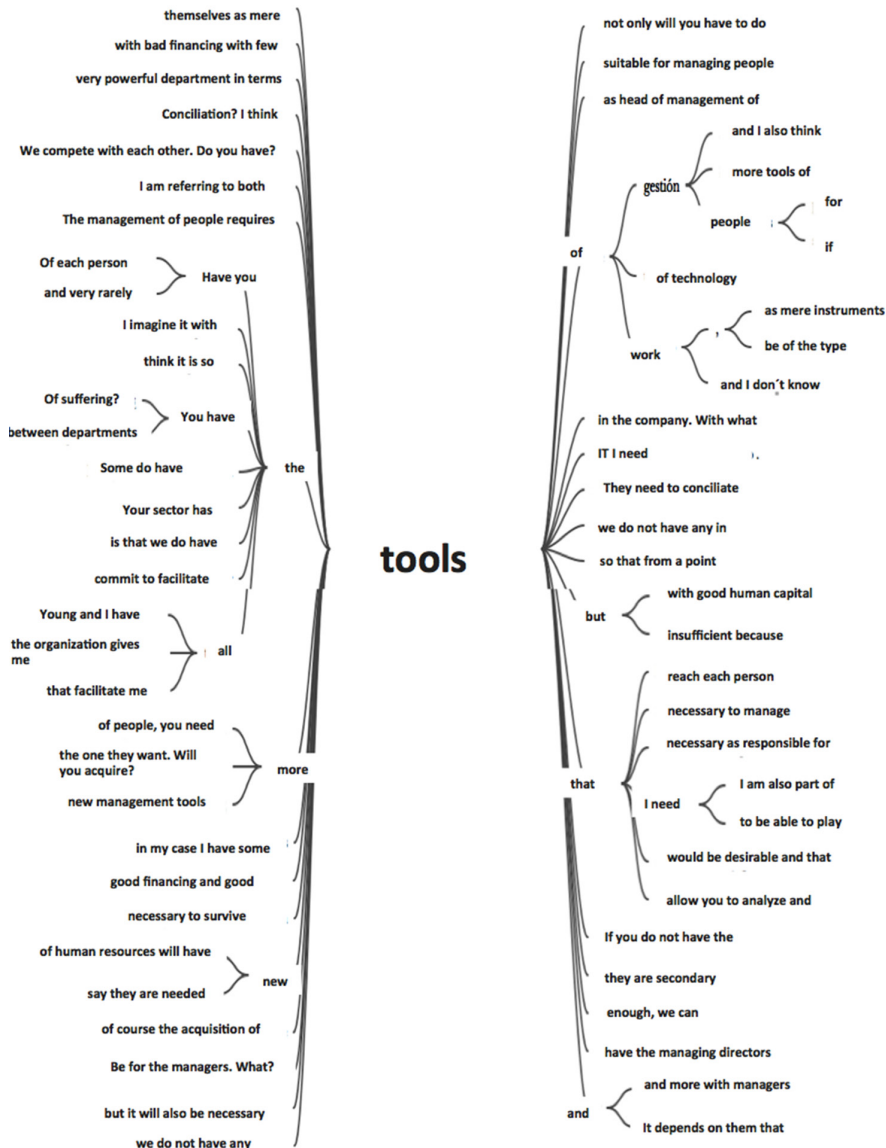 themselves as mere
with bad financing with few
very powerful department in terms
Conciliation? I think
We compete with each other. Do you have?
I am referring to both
The management of people requires
Of each person
and very rarely
Have you
I imagine it with
think it is so
Of suffering?
between departments
You have
Some do have
the
Your sector has
is that we do have
commit to facilitate
Young and I have
the organization gives
me
that facilitate me
all
of people, you need
the one they want. Will
you acquire?
new management tools
more
in my case I have some
good financing and good
necessary to survive
of human resources will have
say they are needed
new
of course the acquisition of
Be for the managers. What?
but it will also be necessary
we do not have any
tools
not only will you have to do
suitable for managing people
as head of management of
of
gestión
and I also think
more tools of
people
for
if
of technology
work
,
as mere instruments
be of the type
and I don´t know
in the company. With what
IT I need
They need to conciliate
we do not have any in
so that from a point
but
with good human capital
insufficient because
that
reach each person
necessary to manage
necessary as responsible for
I need
I am also part of
to be able to play
would be desirable and that
allow you to analyze and
If you do not have the
they are secondary
enough, we can
have the managing directors
and
and more with managers
It depends on them that